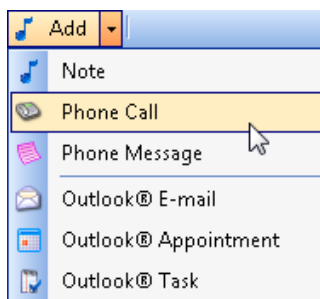 Add
Note
Phone Call
Phone Message
Outlook® E-mail
Outlook® Appointment
Outlook® Task